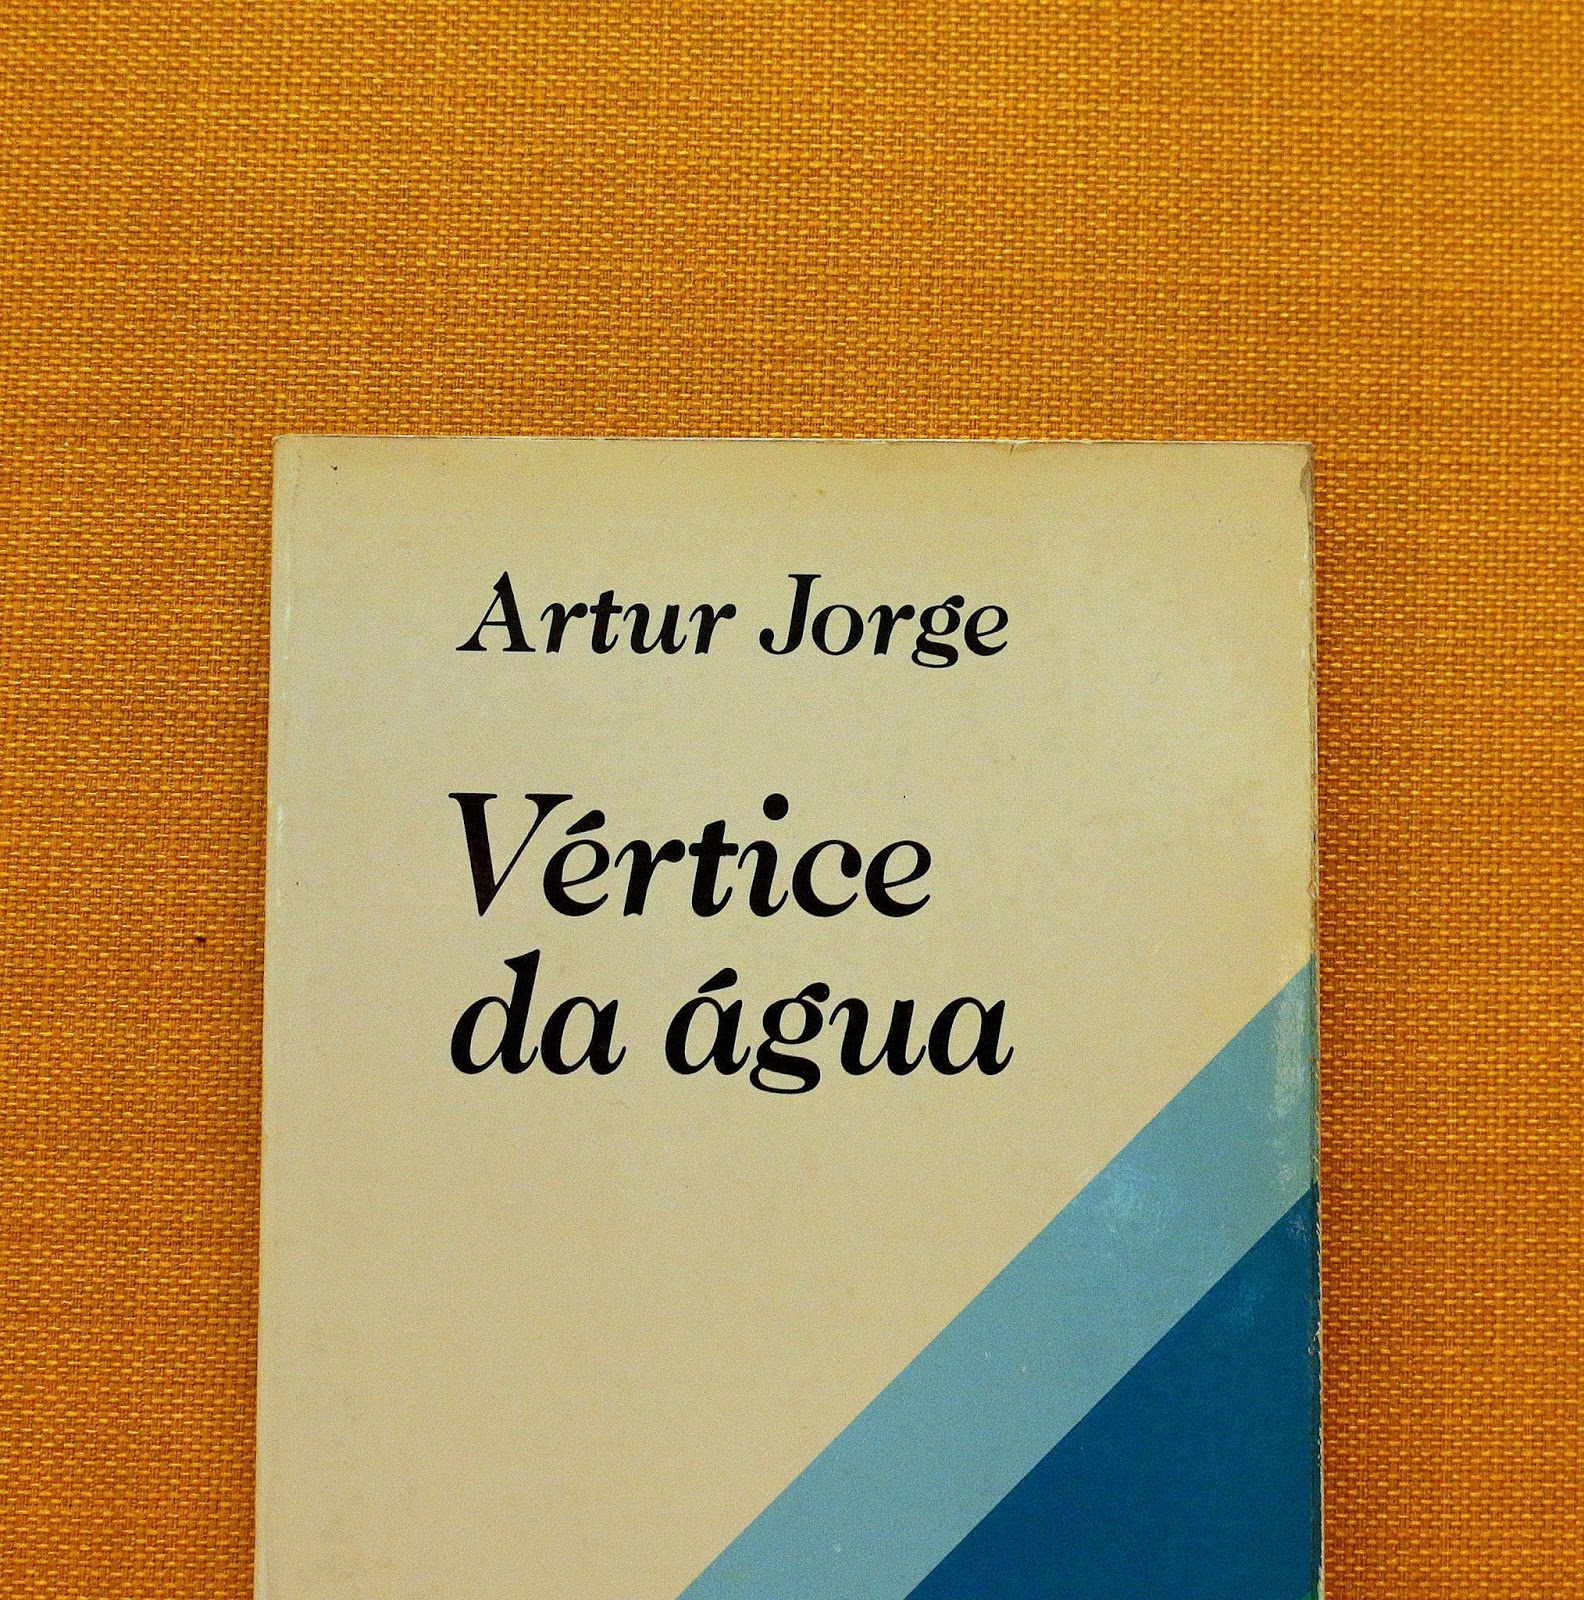 Artur Jorge
Vértice
da água